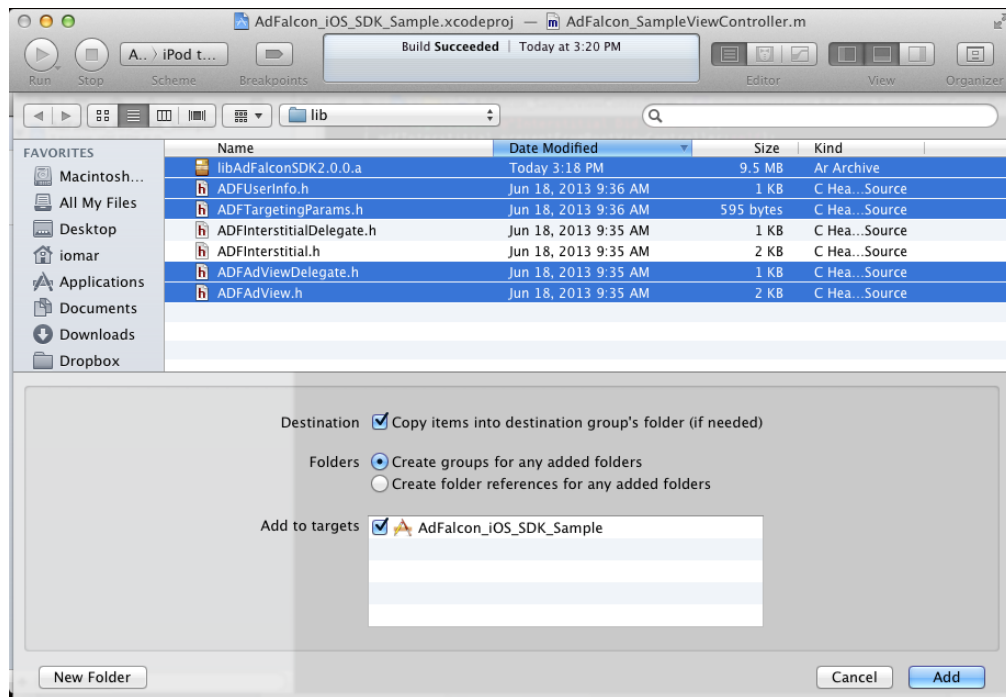 AdFalcon_iOS_SDK_Sample.xcodeproj — AdFalcon_SampleViewController.m
A.. › iPod t...
Build Succeeded | Today at 3:20 PM
Run Stop Scheme Breakpoints Editor View Organizer
lib
FAVORITES
Macintosh...
All My Files
Desktop
iomar
Applications
Documents
Downloads
Dropbox
Name Date Modified Size Kind
libAdFalconSDK2.0.0.a Today 3:18 PM 9.5 MB Ar Archive
ADFUserInfo.h Jun 18, 2013 9:36 AM 1 KB C Hea...Source
ADFTargetingParams.h Jun 18, 2013 9:36 AM 595 bytes C Hea...Source
ADFInterstitialDelegate.h Jun 18, 2013 9:35 AM 1 KB C Hea...Source
ADFInterstitial.h Jun 18, 2013 9:35 AM 2 KB C Hea...Source
ADFAdViewDelegate.h Jun 18, 2013 9:35 AM 1 KB C Hea...Source
ADFAdView.h Jun 18, 2013 9:35 AM 2 KB C Hea...Source
Destination Copy items into destination group's folder (if needed)
Folders Create groups for any added folders
Create folder references for any added folders
Add to targets AdFalcon_iOS_SDK_Sample
New Folder Cancel Add